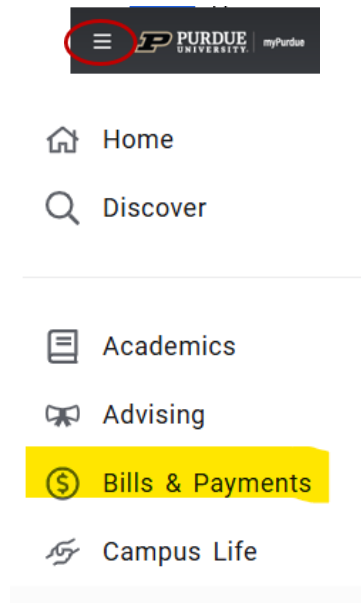 PURDUE myPurdue
UNIVERSITY.
Home
Discover
Academics
Advising
Bills & Payments
Campus Life